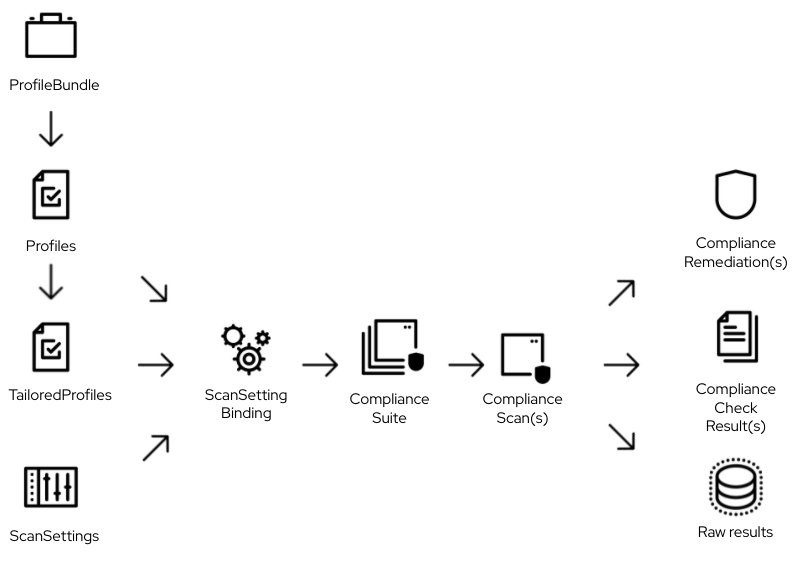 ProfileBundle
Profiles
TailoredProfiles
ScanSettings
ScanSetting
Binding
Compliance
Suite
Compliance
Scan(s)
Compliance
Remediation(s)
Compliance
Check
Result(s)
Raw results